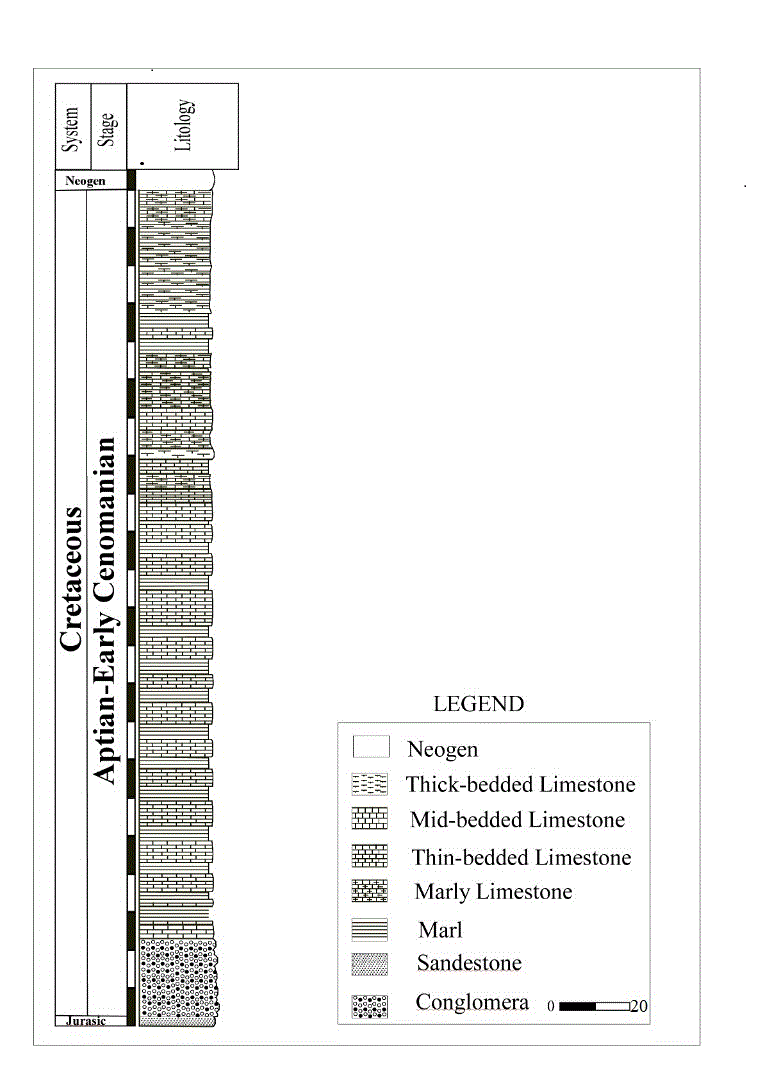 System
Stage
Litology
Neogen
Cretaceous
Aptian-Early Cenomanian
Jurasic
LEGEND
Neogen
Thick-bedded Limestone
Mid-bedded Limestone
Thin-bedded Limestone
Marly Limestone
Marl
Sandestone
Conglomera
0 20